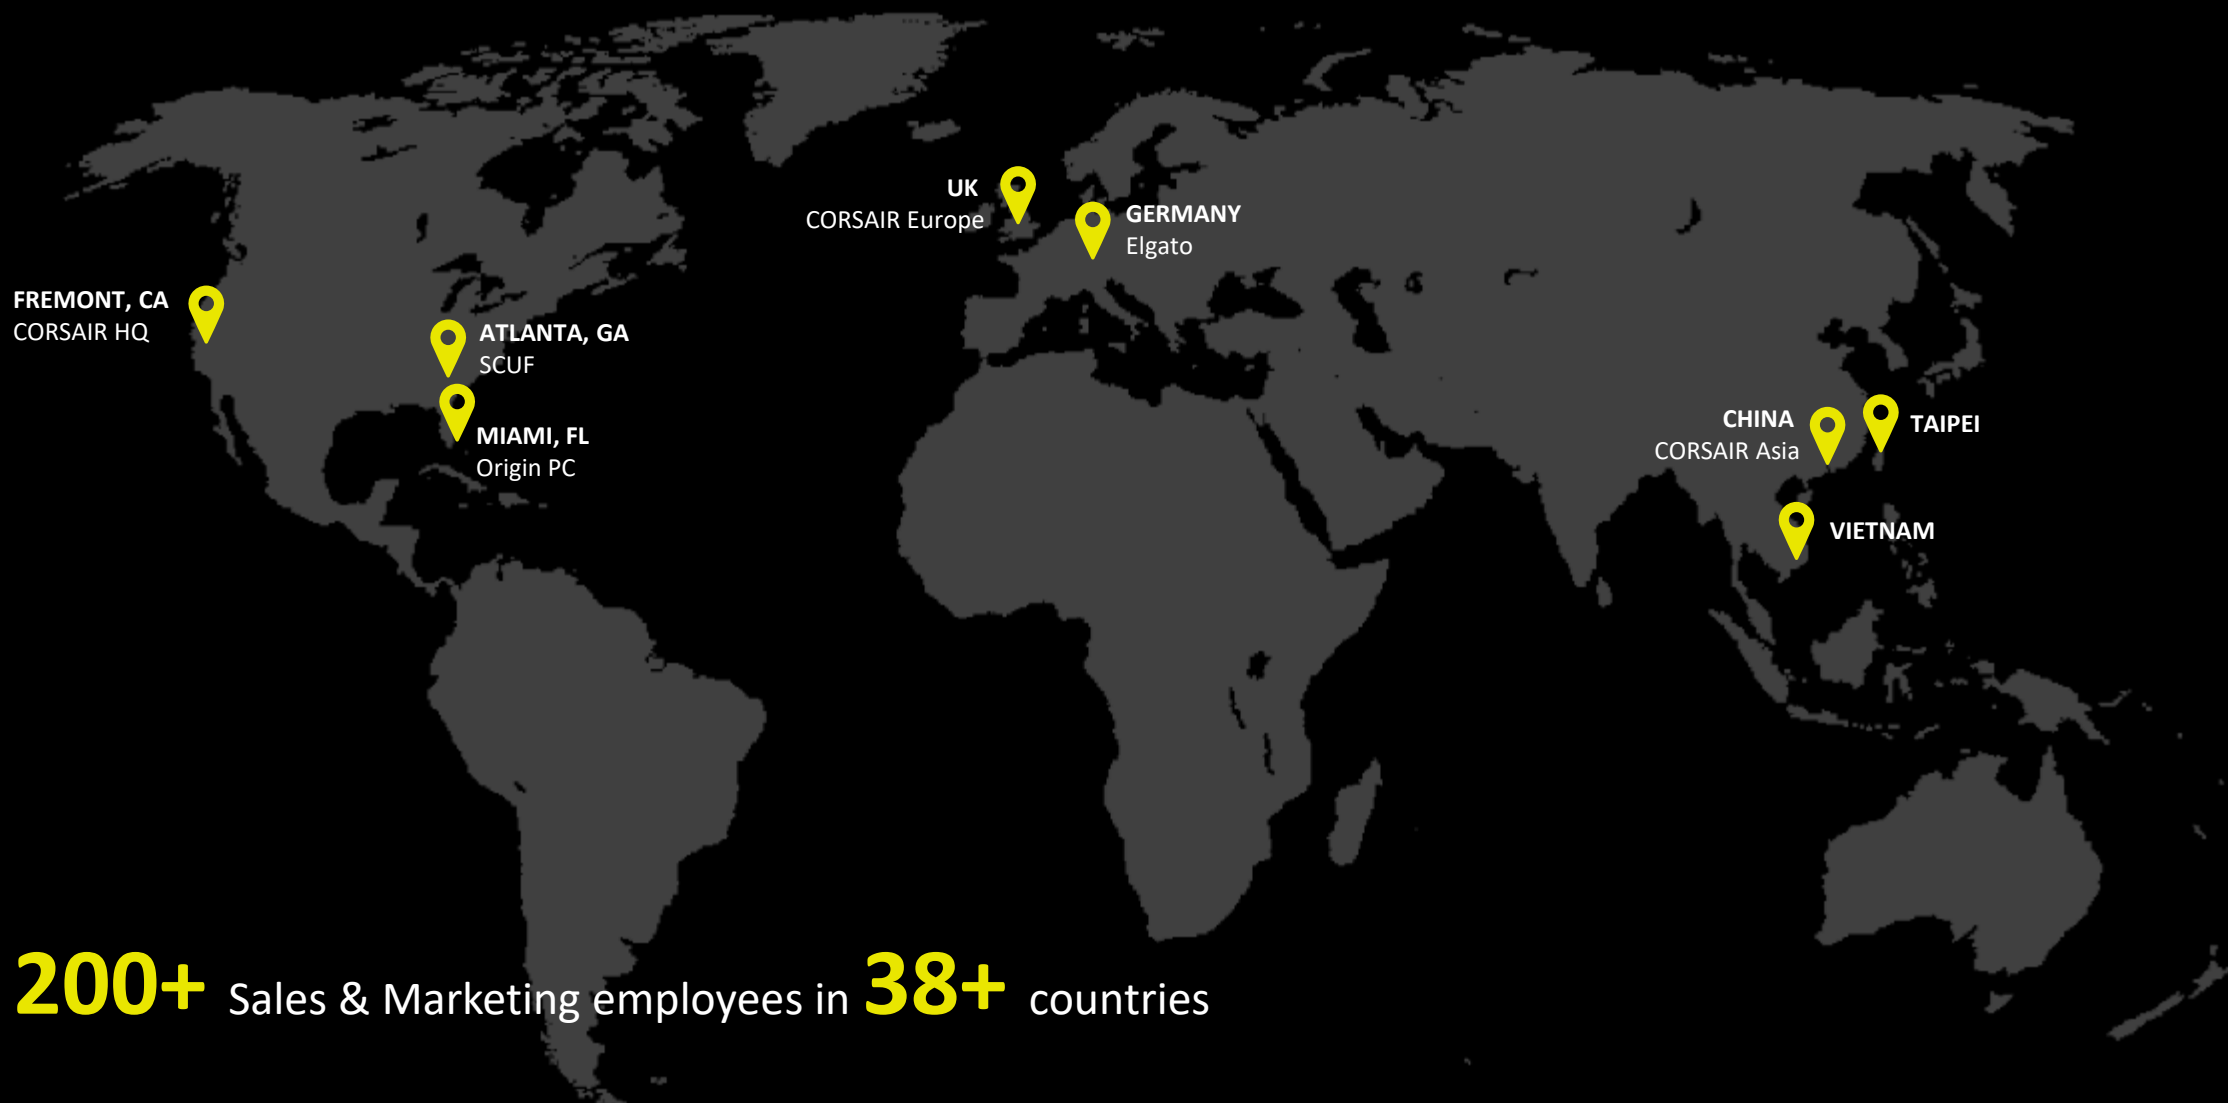 UK
CORSAIR Europe
GERMANY
Elgato
FREMONT, CA
CORSAIR HQ
ATLANTA, GA
SCUF
MIAMI, FL
Origin PC
CHINA
CORSAIR Asia
TAIPEI
VIETNAM
200+ Sales & Marketing employees in 38+ countries